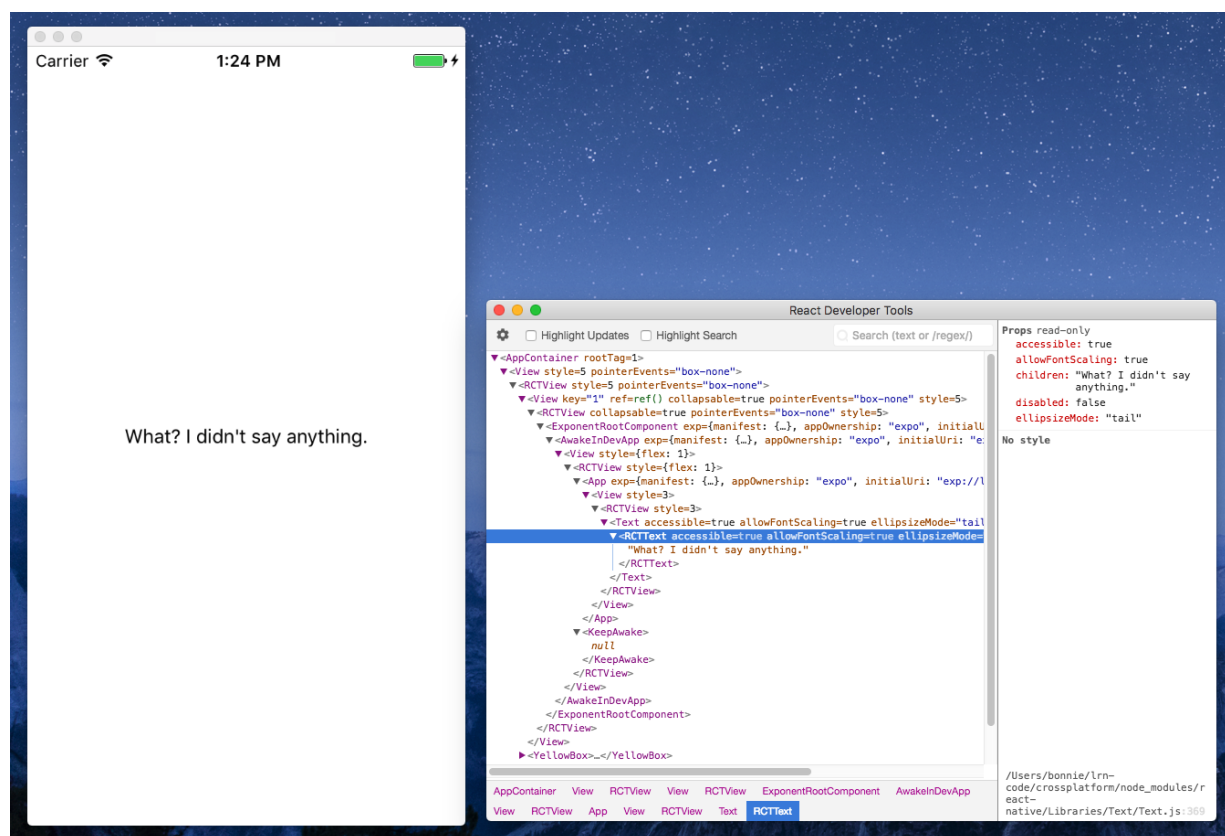 Carrier
1:24 PM
What? I didn't say anything.
React Developer Tools
Highlight Updates
Highlight Search
Search (text or /regex/)
▼<AppContainer rootTag=1>
▼<View style=5 pointerEvents="box-none">
▼<RCTView style=5 pointerEvents="box-none">
▼<View key="1" ref=ref() collapsable=true pointerEvents="box-none" style=5>
▼<RCTView collapsable=true pointerEvents="box-none" style=5>
▼<ExponentRootComponent exp={manifest: {…}, appOwnership: "expo", initialU
▼<AwakeInDevApp exp={manifest: {…}, appOwnership: "expo", initialUri: "e
▼<View style={flex: 1}>
▼<RCTView style={flex: 1}>
▼<App exp={manifest: {…}, appOwnership: "expo", initialUri: "exp://l
▼<View style=3>
▼<RCTView style=3>
▼<Text accessible=true allowFontScaling=true ellipsizeMode="tail
▼<RCTText accessible=true allowFontScaling=true ellipsizeMode=
"What? I didn't say anything."
</RCTText>
</Text>
</RCTView>
</View>
</App>
▼<KeepAwake>
null
</KeepAwake>
</RCTView>
</View>
</AwakeInDevApp>
</ExponentRootComponent>
</RCTView>
</View>
▶<YellowBox>…</YellowBox>
AppContainer View RCTView View RCTView ExponentRootComponent AwakeInDevApp
View RCTView App View RCTView Text RCTText
Props read-only
accessible: true
allowFontScaling: true
children: "What? I didn't say
anything."
disabled: false
ellipsizeMode: "tail"
No style
/Users/bonnie/lrn-
code/crossplatform/node_modules/r
eact-
native/Libraries/Text/Text.js:369